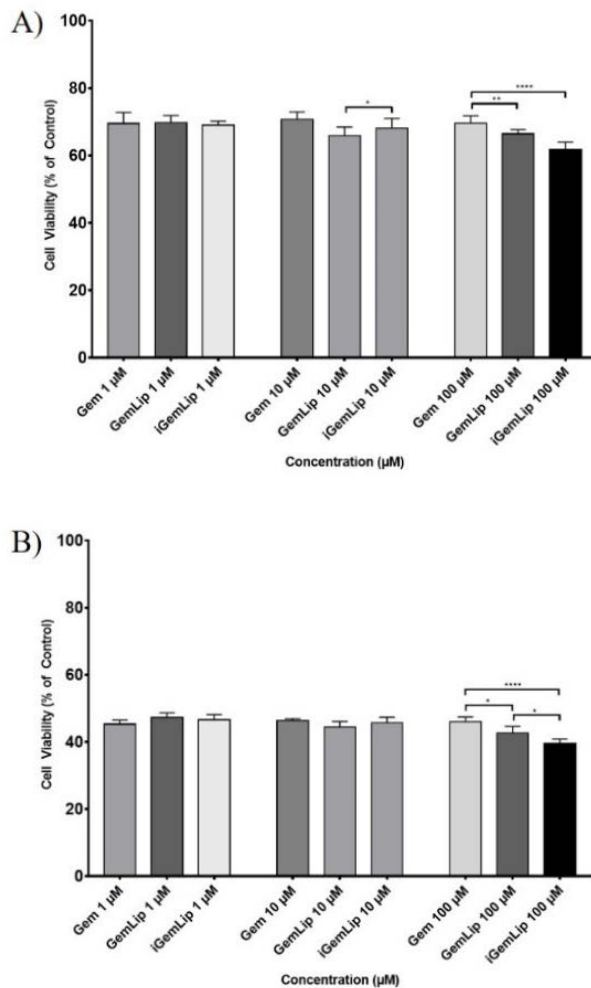 A)
Cell Viability (% of Control)
100
80
60
40
20
0
*
**
****
Gem 1 µM
GemLip 1 µM
iGemLip 1 µM
Gem 10 µM
GemLip 10 µM
iGemLip 10 µM
Gem 100 µM
GemLip 100 µM
iGemLip 100 µM
Concentration (µM)
B)
Cell Viability (% of Control)
100
80
60
40
20
0
****
*
*
Gem 1 µM
GemLip 1 µM
iGemLip 1 µM
Gem 10 µM
GemLip 10 µM
iGemLip 10 µM
Gem 100 µM
GemLip 100 µM
iGemLip 100 µM
Concentration (µM)